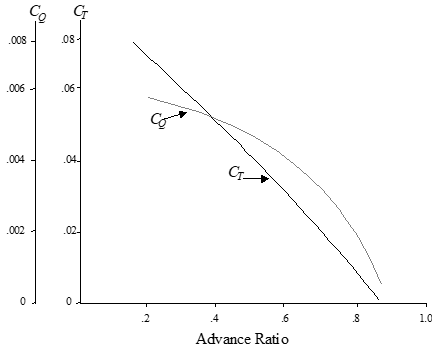 C_Q C_T
.008 .08
.006 .06
C_Q
.004 .04
C_T
.002 .02
0 0
.2 .4 .6 .8 1.0
Advance Ratio